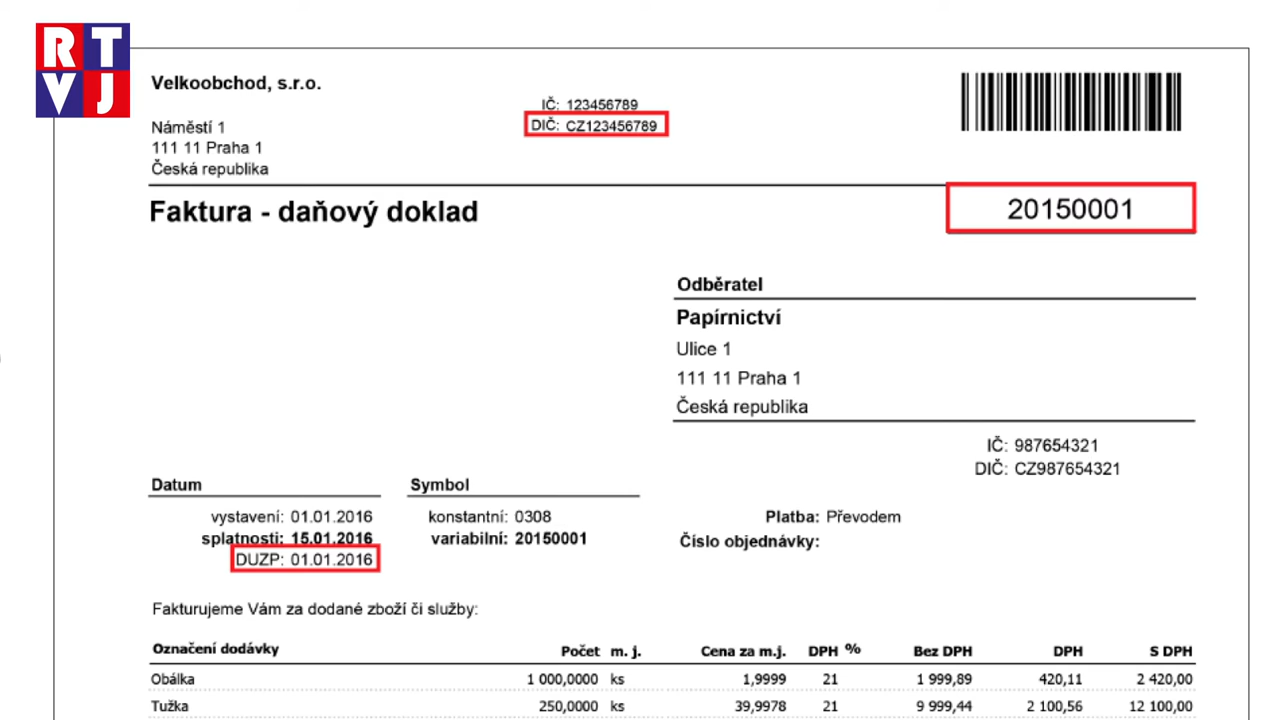 RT
VJ
Velkoobchod, s.r.o.
IČ: 123456789
DIČ: CZ123456789
Náměstí 1
111 11 Praha 1
Česká republika
Faktura - daňový doklad
20150001
Odběratel
Papírnictví
Ulice 1
111 11 Praha 1
Česká republika
IČ: 987654321
DIČ: CZ987654321
Datum Symbol
vystavení: 01.01.2016 konstantní: 0308 Platba: Převodem
splatnosti: 15.01.2016 variabilní: 20150001 Číslo objednávky:
DUZP: 01.01.2016
Fakturujeme Vám za dodané zboží či služby:
Označení dodávky Počet m. j. Cena za m.j. DPH % Bez DPH DPH S DPH
Obálka 1 000,0000 ks 1,9999 21 1 999,89 420,11 2 420,00
Tužka 250,0000 ks 39,9978 21 9 999,44 2 100,56 12 100,00